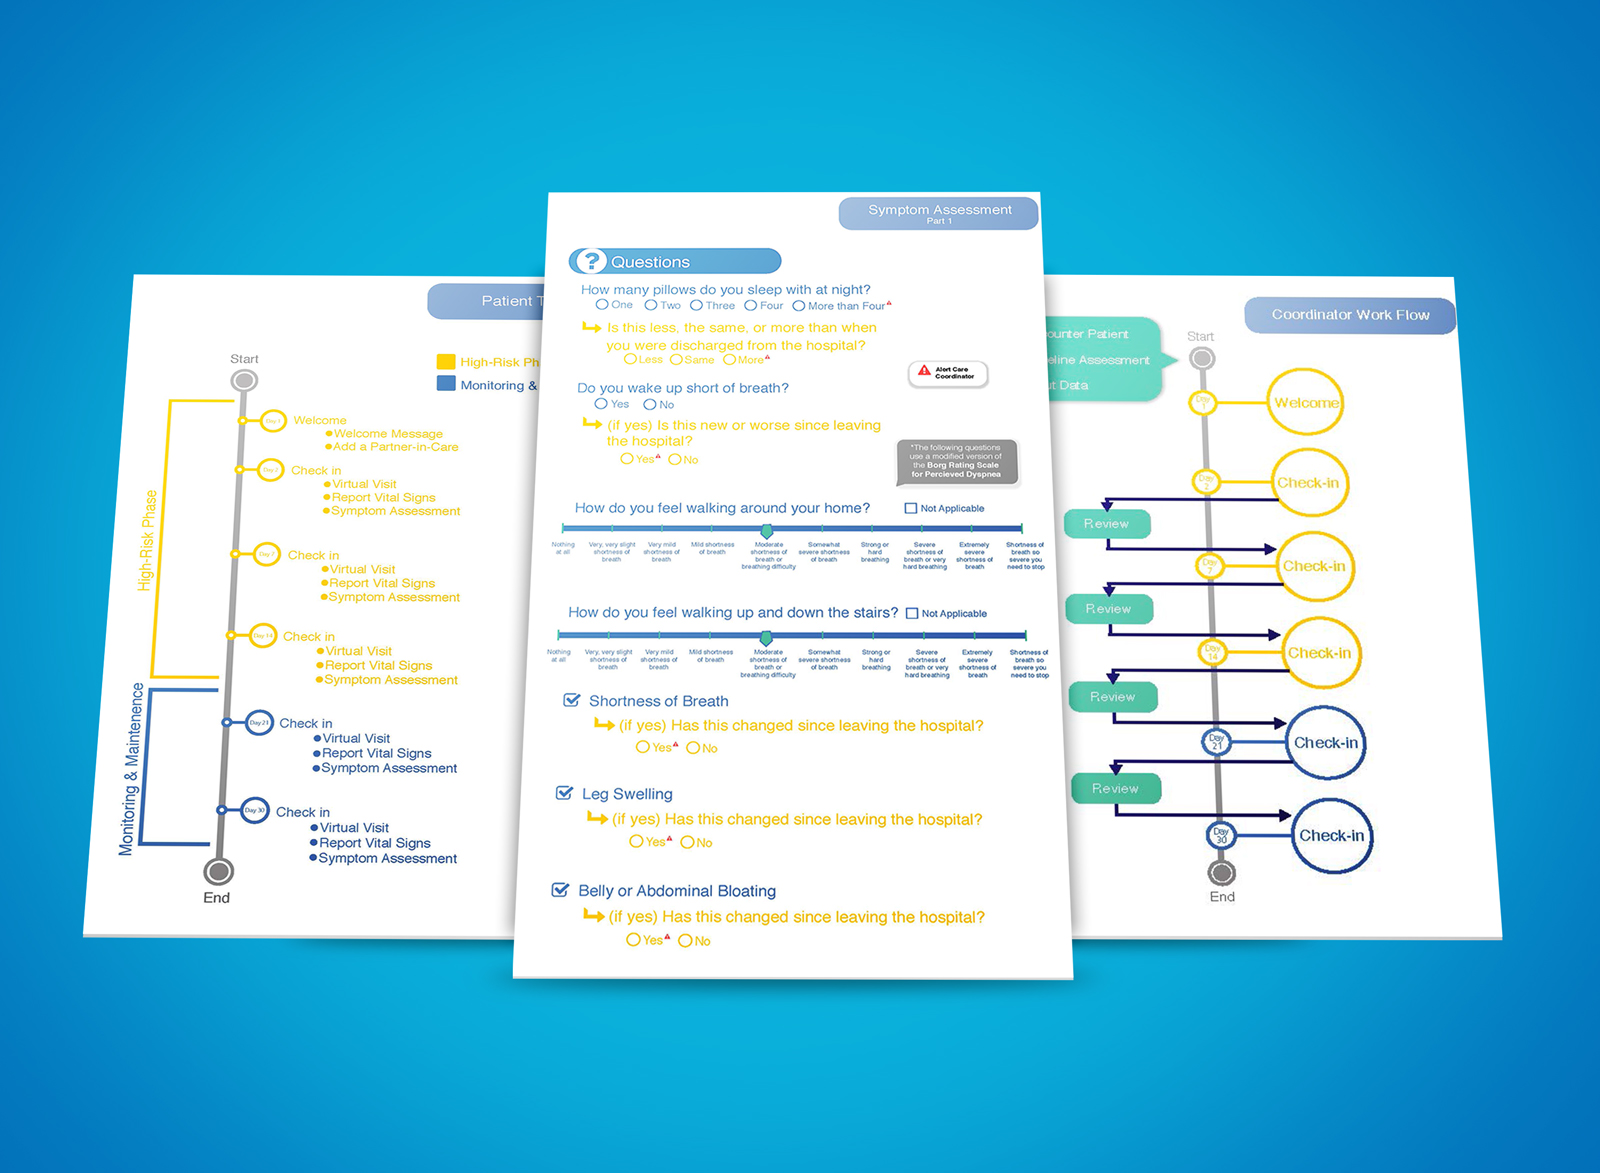 Patient T
High-Risk Ph
Monitoring &
Start
High-Risk Phase
Monitoring & Maintenence
Day 1
Welcome
Welcome Message
Add a Partner-in-Care
Day 2
Check in
Virtual Visit
Report Vital Signs
Symptom Assessment
Day 7
Check in
Virtual Visit
Report Vital Signs
Symptom Assessment
Day 14
Check in
Virtual Visit
Report Vital Signs
Symptom Assessment
Day 21
Check in
Virtual Visit
Report Vital Signs
Symptom Assessment
Day 30
Check in
Virtual Visit
Report Vital Signs
Symptom Assessment
End
Symptom Assessment
Part 1
? Questions
How many pillows do you sleep with at night?
One Two Three Four More than Four
Is this less, the same, or more than when
you were discharged from the hospital?
Less Same More
Alert Care
Coordinator
Do you wake up short of breath?
Yes No
(if yes) Is this new or worse since leaving
the hospital?
Yes No
*The following questions
use a modified version of
the Borg Rating Scale
for Percieved Dyspnea
How do you feel walking around your home? Not Applicable
Nothing
at all
Very, very slight
shortness of
breath
Very mild
shortness of
breath
Mild shortness
of breath
Moderate
shortness of
breath or
breathing difficulty
Somewhat
severe shortness
of breath
Strong or
hard
breathing
Severe
shortness of
breath or very
hard breathing
Extremely
severe
shortness of
breath
Shortness of
breath so
severe you
need to stop
How do you feel walking up and down the stairs? Not Applicable
Nothing
at all
Very, very slight
shortness of
breath
Very mild
shortness of
breath
Mild shortness
of breath
Moderate
shortness of
breath or
breathing difficulty
Somewhat
severe shortness
of breath
Strong or
hard
breathing
Severe
shortness of
breath or very
hard breathing
Extremely
severe
shortness of
breath
Shortness of
breath so
severe you
need to stop
Shortness of Breath
(if yes) Has this changed since leaving the hospital?
Yes No
Leg Swelling
(if yes) Has this changed since leaving the hospital?
Yes No
Belly or Abdominal Bloating
(if yes) Has this changed since leaving the hospital?
Yes No
Coordinator Work Flow
ounter Patient
eline Assessment
ut Data
Start
Day
1
Welcome
Day
2
Check-in
Review
Day
7
Check-in
Review
Day
14
Check-in
Review
Day
21
Check-in
Review
Day
30
Check-in
End